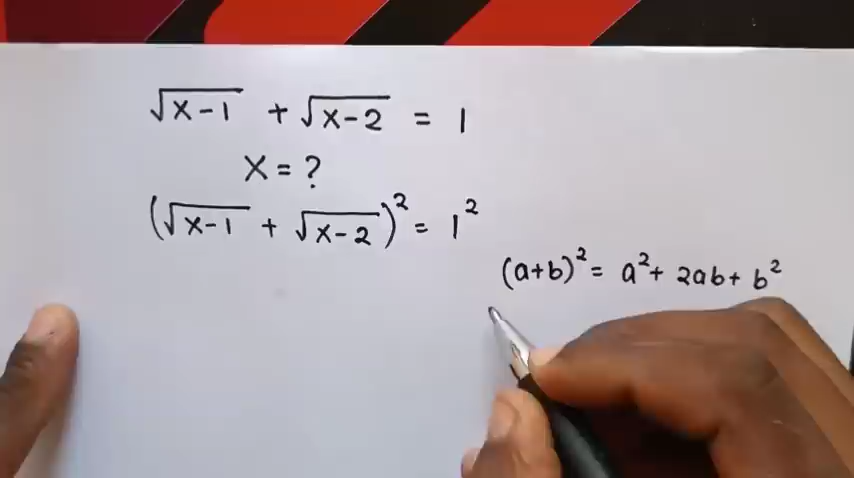 √(x-1) + √(x-2) = 1
x = ?
(√(x-1) + √(x-2))² = 1²
(a+b)² = a² + 2ab + b²